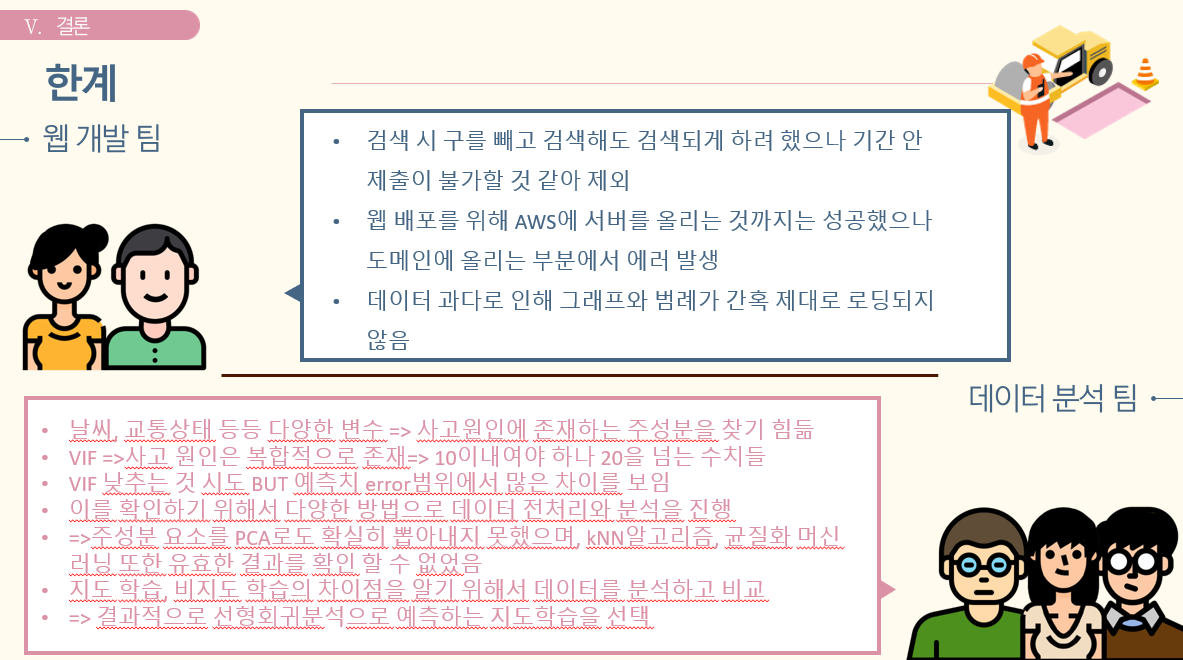 Ⅴ. 결론
한계
웹 개발 팀
• 검색 시 구를 빼고 검색해도 검색되게 하려 했으나 기간 안
제출이 불가할 것 같아 제외
• 웹 배포를 위해 AWS에 서버를 올리는 것까지는 성공했으나
도메인에 올리는 부분에서 에러 발생
• 데이터 과다로 인해 그래프와 범례가 간혹 제대로 로딩되지
않음
데이터 분석 팀
• 날씨, 교통상태 등등 다양한 변수 => 사고원인에 존재하는 주성분을 찾기 힘듦
• VIF =>사고 원인은 복합적으로 존재=> 10이내여야 하나 20을 넘는 수치들
• VIF 낮추는 것 시도 BUT 예측치 error범위에서 많은 차이를 보임
• 이를 확인하기 위해서 다양한 방법으로 데이터 전처리와 분석을 진행
• =>주성분 요소를 PCA로도 확실히 뽑아내지 못했으며, kNN알고리즘, 균질화 머신
러닝 또한 유효한 결과를 확인 할 수 없었음
• 지도 학습, 비지도 학습의 차이점을 알기 위해서 데이터를 분석하고 비교
• => 결과적으로 선형회귀분석으로 예측하는 지도학습을 선택